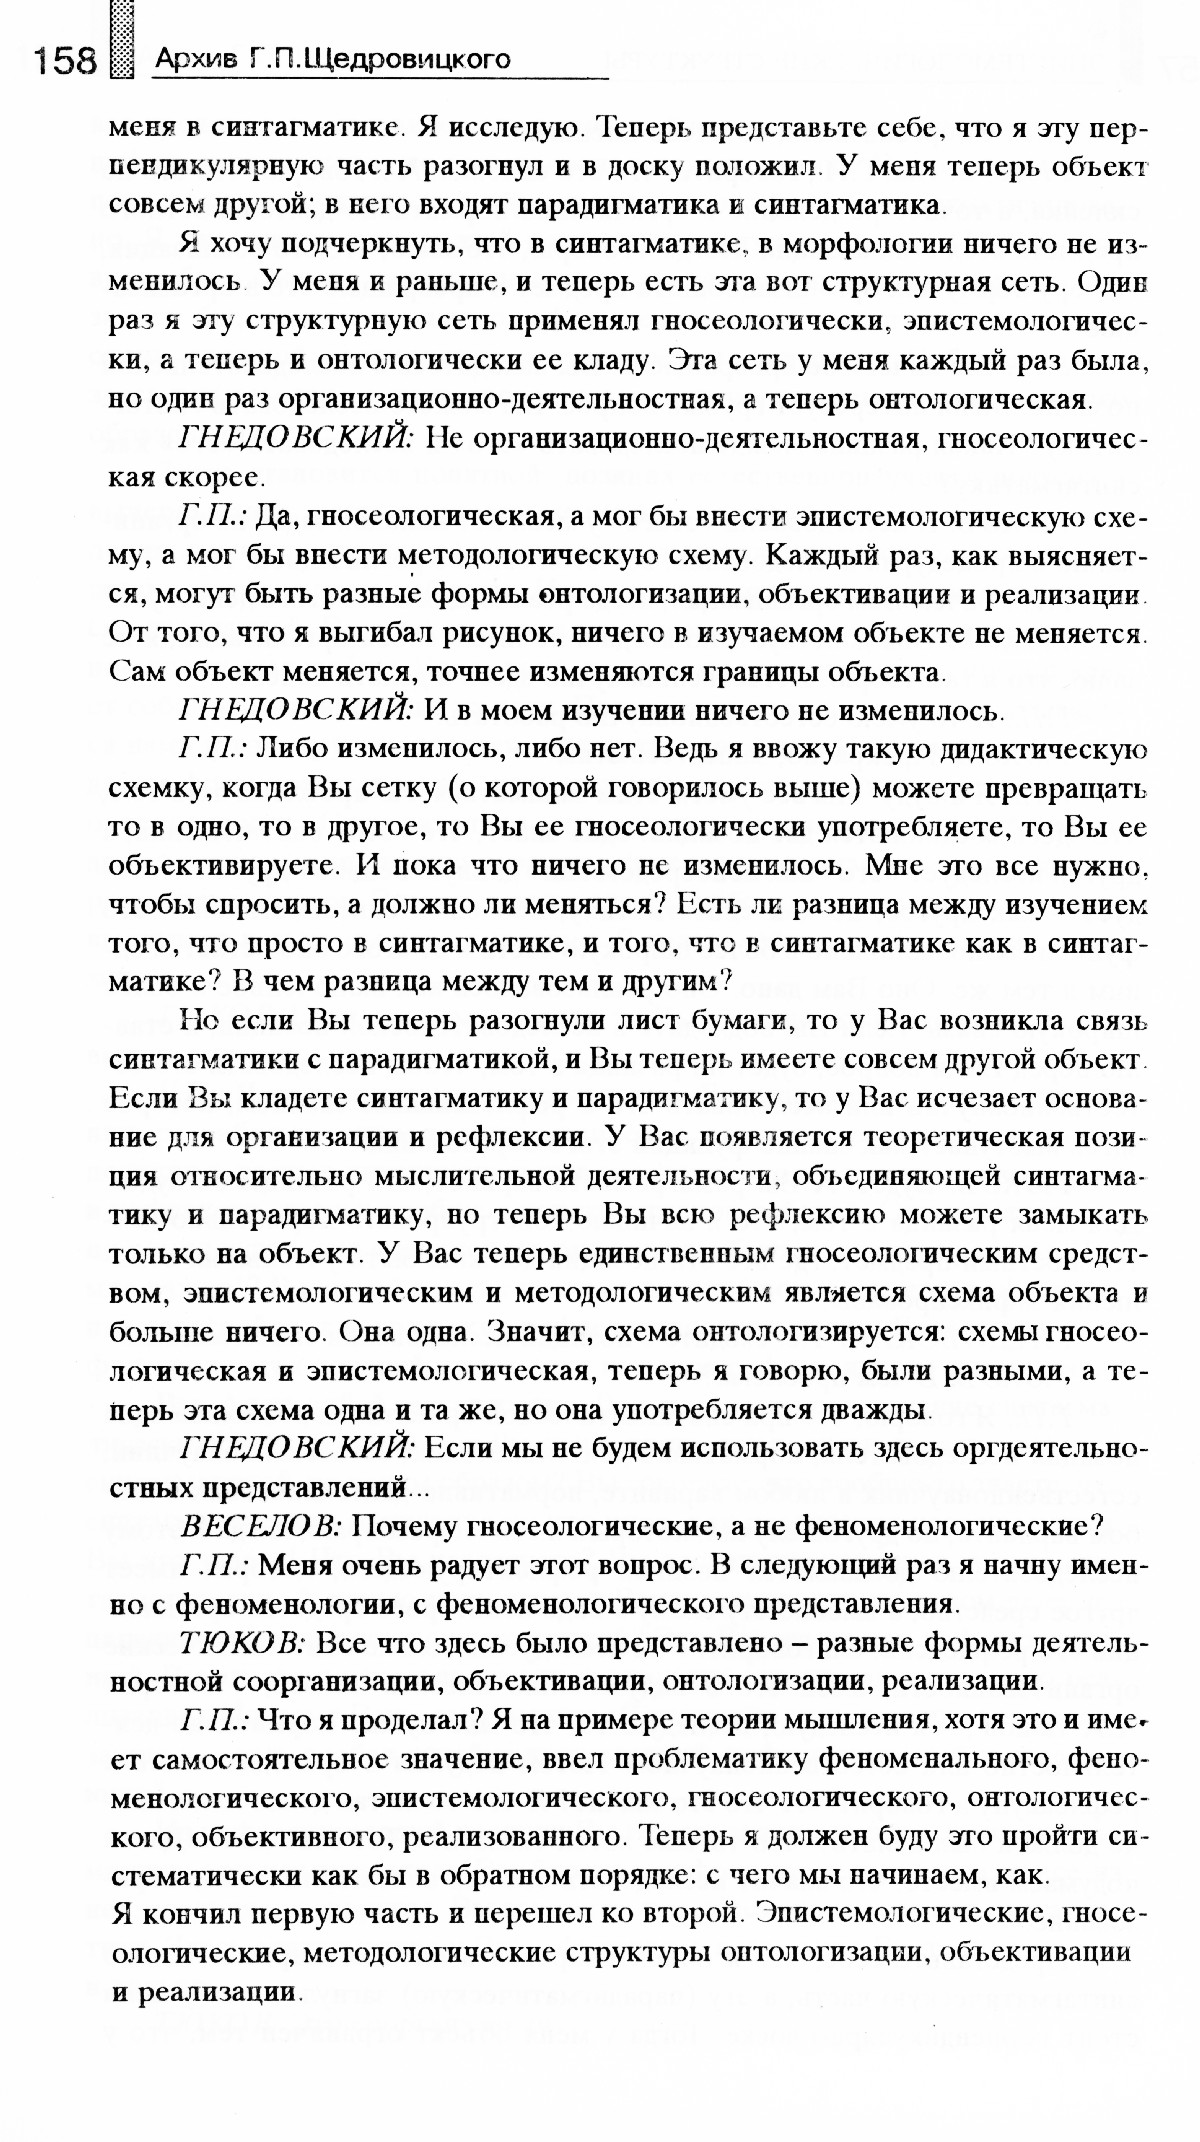 158 Архив Г.П.Щедровицкого
меня в синтагматике. Я исследую. Теперь представьте себе, что я эту пер-
пендикулярную часть разогнул и в доску положил. У меня теперь объект
совсем другой; в него входят парадигматика и синтагматика.
Я хочу подчеркнуть, что в синтагматике, в морфологии ничего не из-
менилось. У меня и раньше, и теперь есть эта вот структурная сеть. Один
раз я эту структурную сеть применял гносеологически, эпистемологичес-
ки, а теперь и онтологически ее кладу. Эта сеть у меня каждый раз была,
но один раз организационно-деятельностная, а теперь онтологическая.
ГНЕДОВСКИЙ: Не организационно-деятельностная, гносеологичес-
кая скорее.
Г.П.: Да, гносеологическая, а мог бы внести эпистемологическую схе-
му, а мог бы внести методологическую схему. Каждый раз, как выясняет-
ся, могут быть разные формы онтологизации, объективации и реализации.
От того, что я выгибал рисунок, ничего в изучаемом объекте не меняется.
Сам объект меняется, точнее изменяются границы объекта.
ГНЕДОВСКИЙ: И в моем изучении ничего не изменилось.
Г.П.: Либо изменилось, либо нет. Ведь я ввожу такую дидактическую
схемку, когда Вы сетку (о которой говорилось выше) можете превращать
то в одно, то в другое, то Вы ее гносеологически употребляете, то Вы ее
объективируете. И пока что ничего не изменилось. Мне это все нужно,
чтобы спросить, а должно ли меняться? Есть ли разница между изучением
того, что просто в синтагматике, и того, что в синтагматике как в синтаг-
матике? В чем разница между тем и другим?
Но если Вы теперь разогнули лист бумаги, то у Вас возникла связь
синтагматики с парадигматикой, и Вы теперь имеете совсем другой объект.
Если Вы кладете синтагматику и парадигматику, то у Вас исчезает основа-
ние для организации и рефлексии. У Вас появляется теоретическая пози-
ция относительно мыслительной деятельности, объединяющей синтагма-
тику и парадигматику, но теперь Вы всю рефлексию можете замыкать
только на объект. У Вас теперь единственным гносеологическим средст-
вом, эпистемологическим и методологическим является схема объекта и
больше ничего. Она одна. Значит, схема онтологизируется: схемы гносео-
логическая и эпистемологическая, теперь я говорю, были разными, а те-
перь эта схема одна и та же, но она употребляется дважды.
ГНЕДОВСКИЙ: Если мы не будем использовать здесь оргдеятельно-
стных представлений...
ВЕСЕЛОВ: Почему гносеологические, а не феноменологические?
Г.П.: Меня очень радует этот вопрос. В следующий раз я начну имен-
но с феноменологии, с феноменологического представления.
ТЮКОВ: Все что здесь было представлено – разные формы деятель-
ностной соорганизации, объективации, онтологизации, реализации.
Г.П.: Что я проделал? Я на примере теории мышления, хотя это и име-
ет самостоятельное значение, ввел проблематику феноменального, фено-
менологического, эпистемологического, гносеологического, онтологичес-
кого, объективного, реализованного. Теперь я должен буду это пройти си-
стематически как бы в обратном порядке: с чего мы начинаем, как.
Я кончил первую часть и перешел ко второй. Эпистемологические, гносе-
ологические, методологические структуры онтологизации, объективации
и реализации.